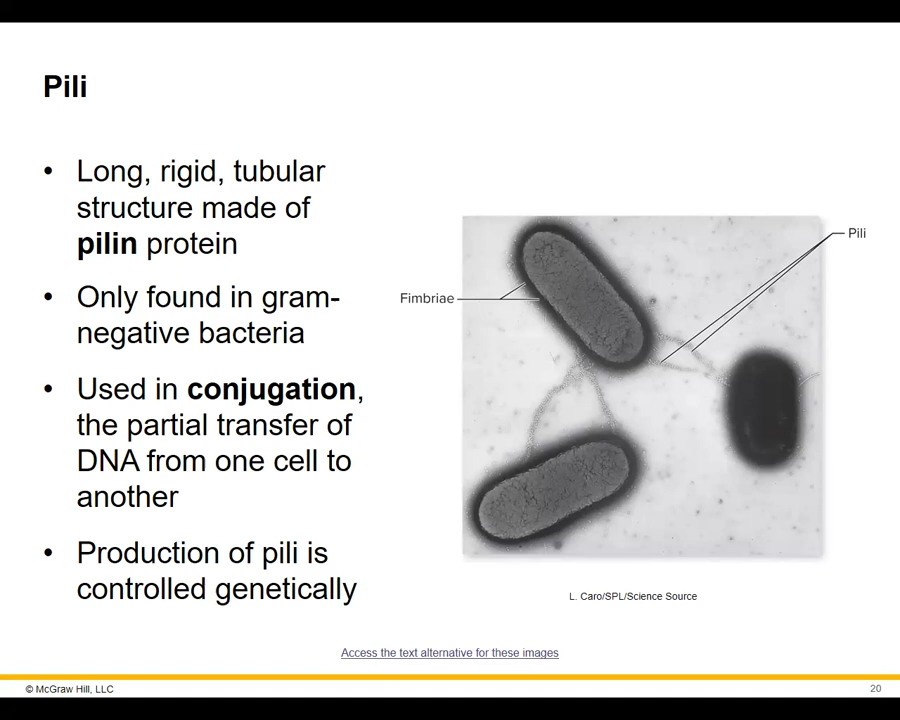 Pili
• Long, rigid, tubular
structure made of
pilin protein
• Only found in gram-
negative bacteria
• Used in conjugation,
the partial transfer of
DNA from one cell to
another
• Production of pili is
controlled genetically
Pili
Fimbriae
L. Caro/SPL/Science Source
Access the text alternative for these images
© McGraw Hill, LLC
20